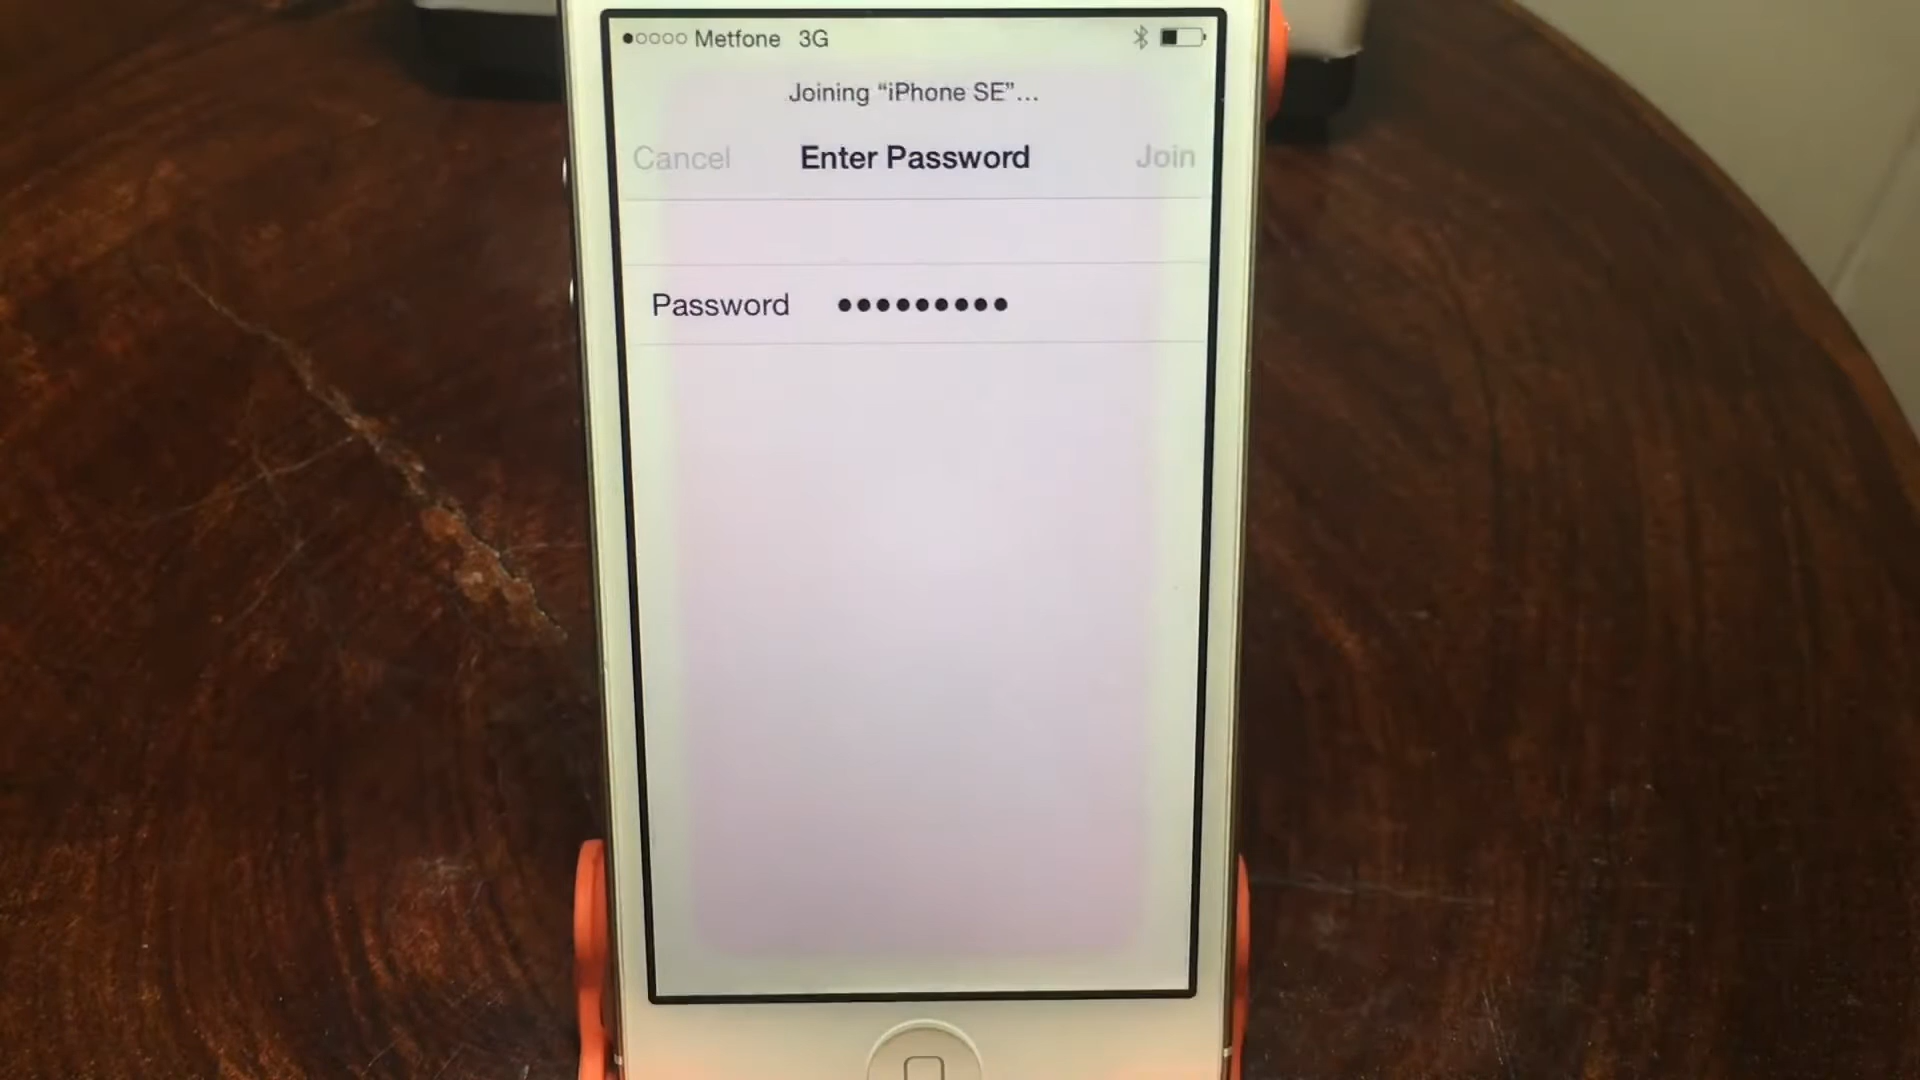 Metfone 3G
Joining “iPhone SE”...
Cancel Enter Password Join
Password •••••••••